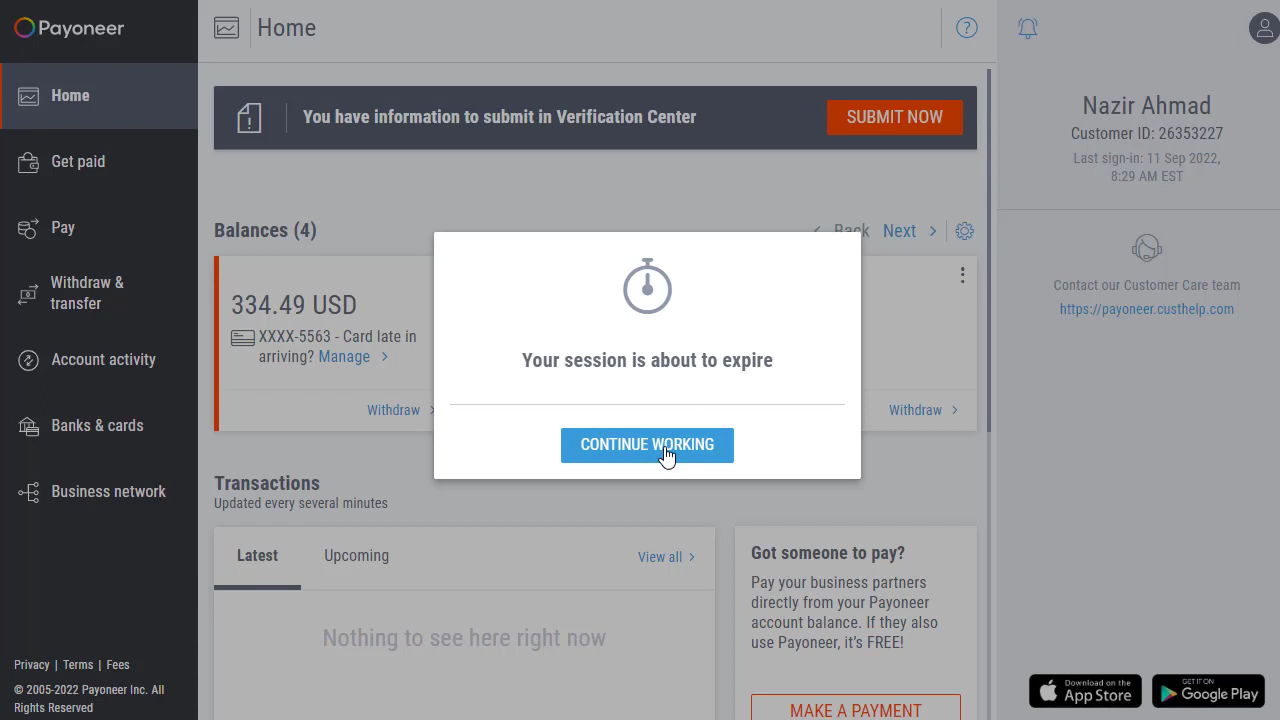 Payoneer
Home
Get paid
Pay
Withdraw &
transfer
Account activity
Banks & cards
Business network
Privacy | Terms | Fees
© 2005-2022 Payoneer Inc. All
Rights Reserved
Home
?
You have information to submit in Verification Center
SUBMIT NOW
Balances (4)
Back
Next
334.49 USD
XXXX-5563 - Card late in
arriving? Manage
Withdraw
Withdraw
Your session is about to expire
CONTINUE WORKING
Transactions
Updated every several minutes
Latest
Upcoming
View all
Nothing to see here right now
Got someone to pay?
Pay your business partners
directly from your Payoneer
account balance. If they also
use Payoneer, it's FREE!
MAKE A PAYMENT
Nazir Ahmad
Customer ID: 26353227
Last sign-in: 11 Sep 2022,
8:29 AM EST
Contact our Customer Care team
https://payoneer.custhelp.com
Download on the
App Store
GET IT ON
Google Play